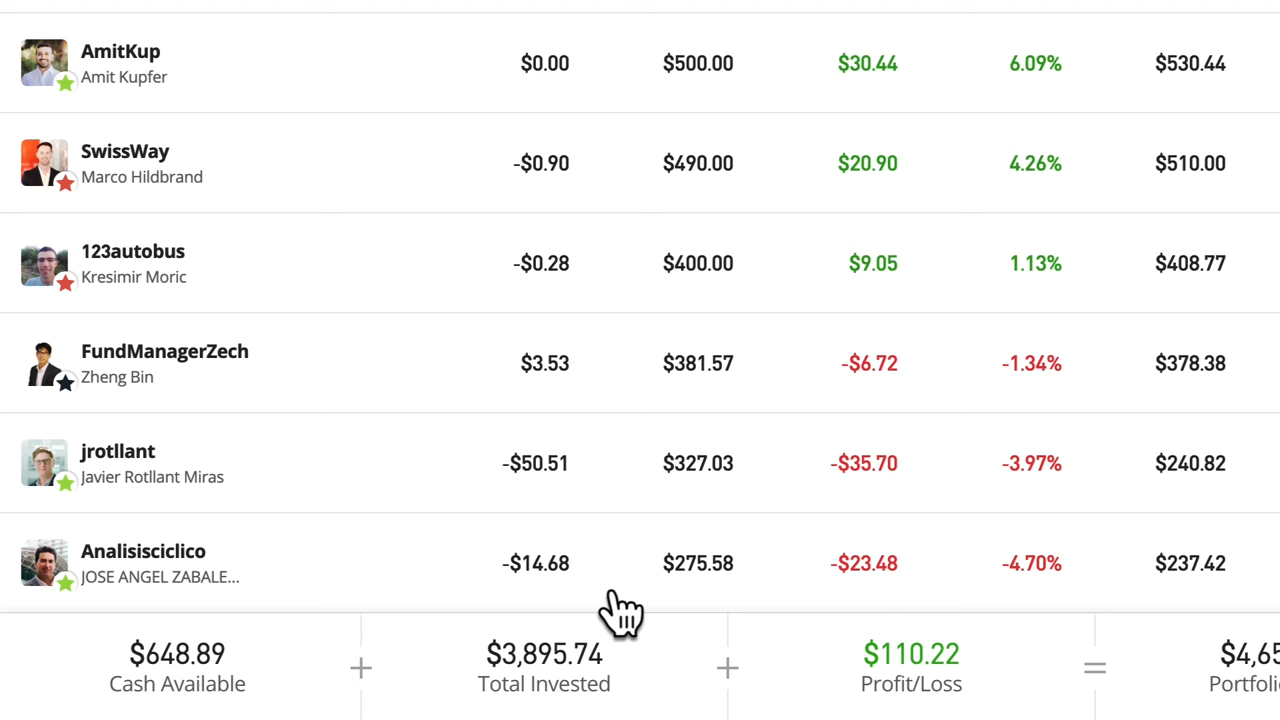 AmitKup
Amit Kupfer
$0.00 $500.00 $30.44 6.09% $530.44
SwissWay
Marco Hildbrand
-$0.90 $490.00 $20.90 4.26% $510.00
123autobus
Kresimir Moric
-$0.28 $400.00 $9.05 1.13% $408.77
FundManagerZech
Zheng Bin
$3.53 $381.57 -$6.72 -1.34% $378.38
jrotllant
Javier Rotllant Miras
-$50.51 $327.03 -$35.70 -3.97% $240.82
Analisisciclico
JOSE ANGEL ZABALE...
-$14.68 $275.58 -$23.48 -4.70% $237.42
$648.89 + $3,895.74 + $110.22 = $4,65
Cash Available Total Invested Profit/Loss Portfoli